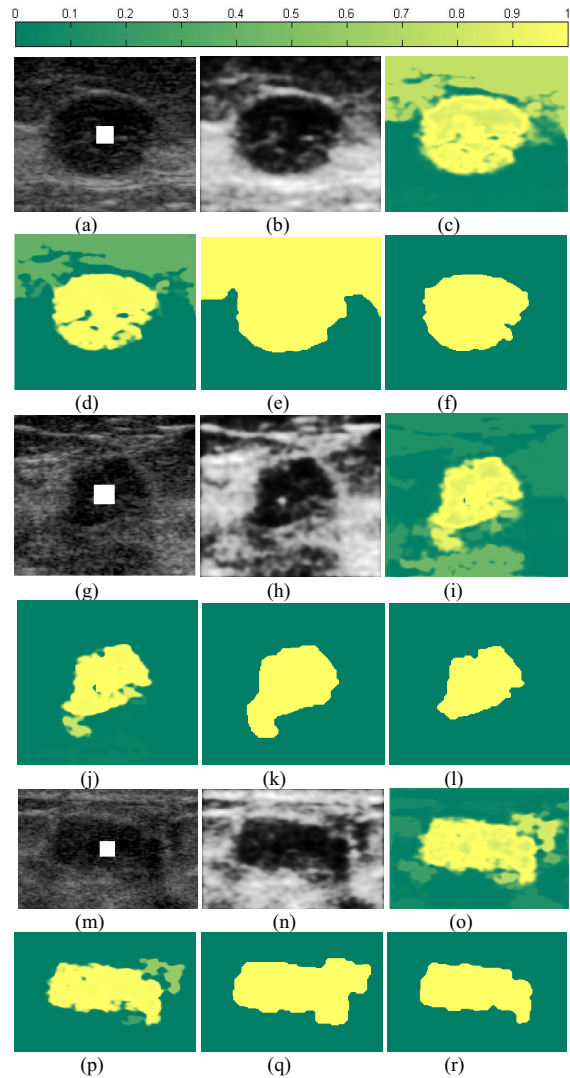 0 0.1 0.2 0.3 0.4 0.5 0.6 0.7 0.8 0.9 1
(a) (b) (c)
(d) (e) (f)
(g) (h) (i)
(j) (k) (l)
(m) (n) (o)
(p) (q) (r)